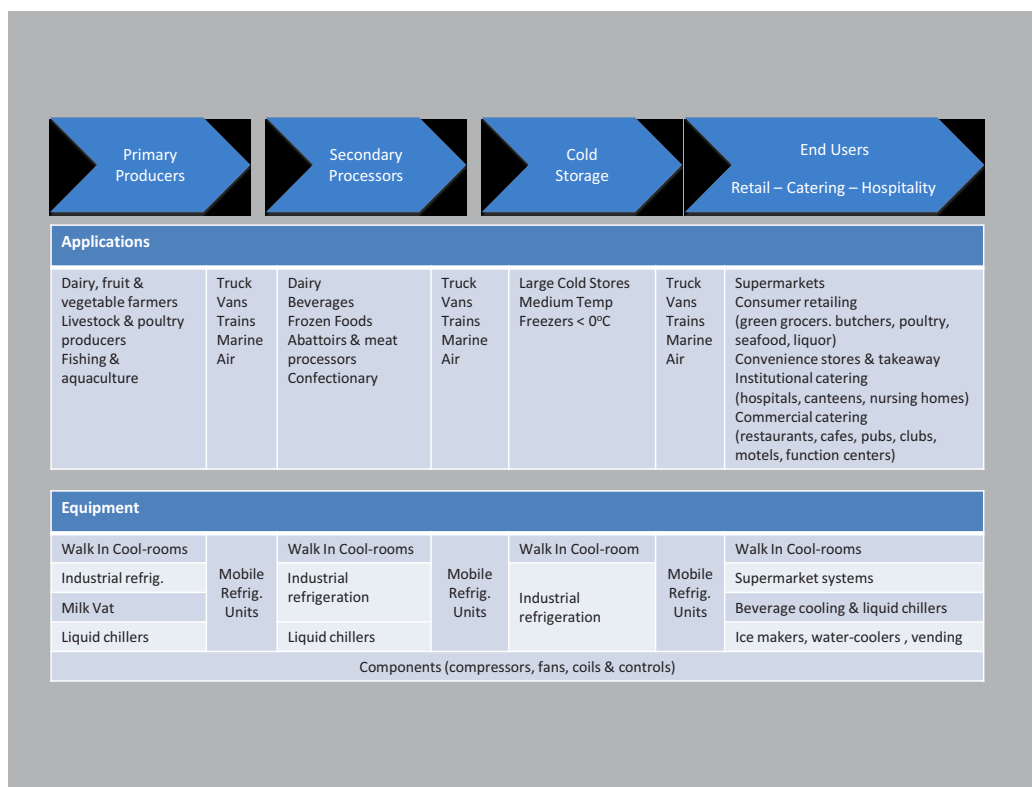 Primary
Producers
Secondary
Processors
Cold
Storage
End Users
Retail – Catering – Hospitality
Applications
Dairy, fruit &
vegetable farmers
Livestock & poultry
producers
Fishing &
aquaculture
Truck
Vans
Trains
Marine
Air
Dairy
Beverages
Frozen Foods
Abattoirs & meat
processors
Confectionary
Truck
Vans
Trains
Marine
Air
Large Cold Stores
Medium Temp
Freezers < 0°C
Truck
Vans
Trains
Marine
Air
Supermarkets
Consumer retailing
(green grocers. butchers, poultry,
seafood, liquor)
Convenience stores & takeaway
Institutional catering
(hospitals, canteens, nursing homes)
Commercial catering
(restaurants, cafes, pubs, clubs,
motels, function centers)
Equipment
Walk In Cool-rooms
Industrial refrig.
Milk Vat
Liquid chillers
Mobile
Refrig.
Units
Walk In Cool-rooms
Industrial
refrigeration
Liquid chillers
Mobile
Refrig.
Units
Walk In Cool-room
Industrial
refrigeration
Mobile
Refrig.
Units
Walk In Cool-rooms
Supermarket systems
Beverage cooling & liquid chillers
Ice makers, water-coolers , vending
Components (compressors, fans, coils & controls)